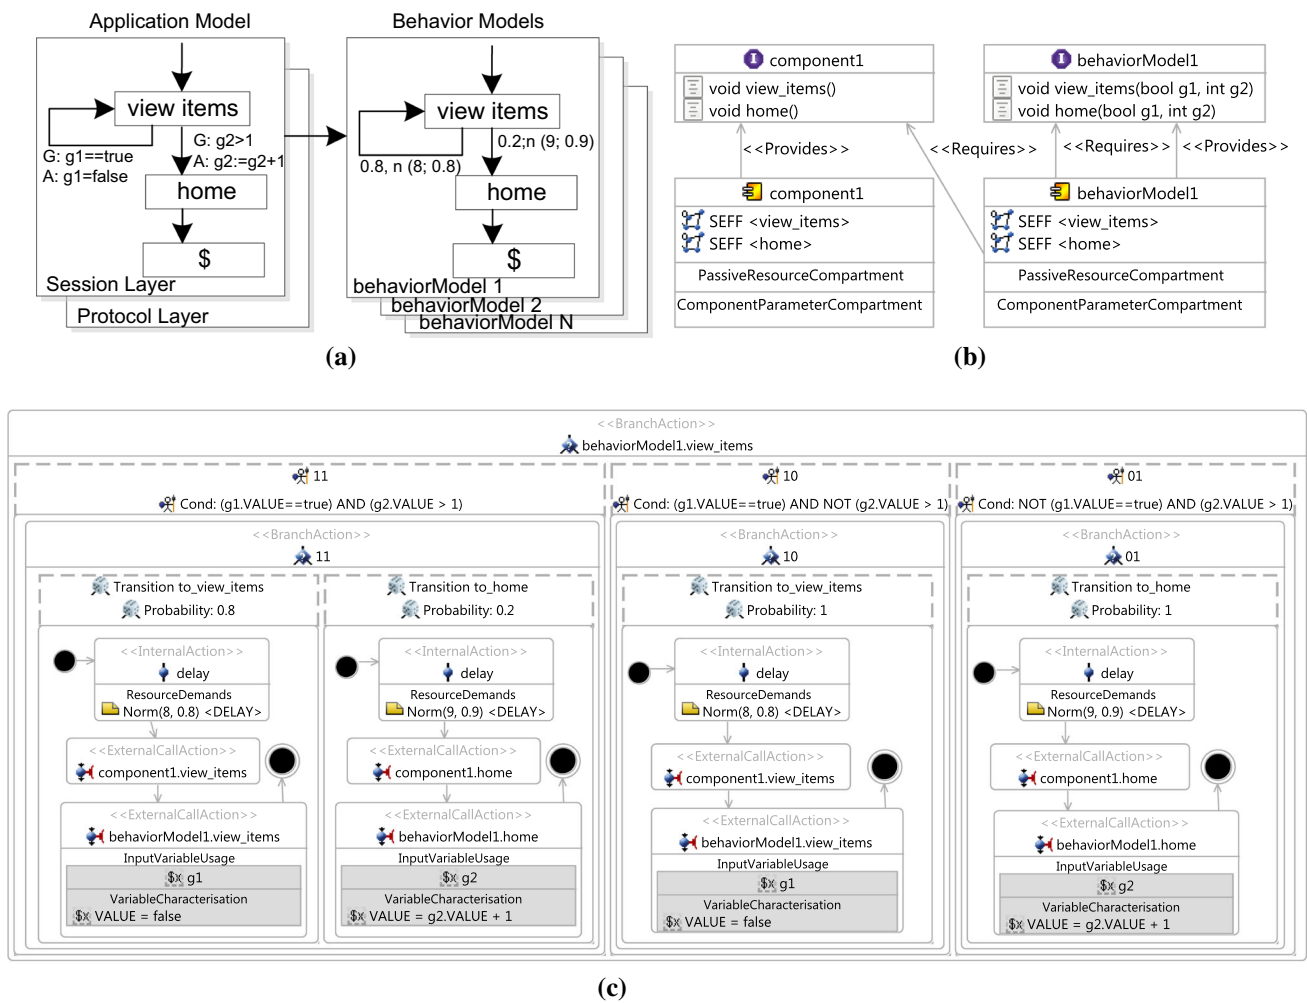 Application Model
view items
G: g2>1
A: g2:=g2+1
G: g1==true
A: g1=false
home
$
Session Layer
Protocol Layer
Behavior Models
view items
0.2;n (9; 0.9)
0.8, n (8; 0.8)
home
$
behaviorModel 1
behaviorModel 2
behaviorModel N
(a)
component1
void view_items()
void home()
behaviorModel1
void view_items(bool g1, int g2)
void home(bool g1, int g2)
<<Provides>>
<<Requires>>
<<Requires>>
<<Provides>>
component1
SEFF <view_items>
SEFF <home>
PassiveResourceCompartment
ComponentParameterCompartment
behaviorModel1
SEFF <view_items>
SEFF <home>
PassiveResourceCompartment
ComponentParameterCompartment
(b)
<<BranchAction>>
behaviorModel1.view_items
11
Cond: (g1.VALUE==true) AND (g2.VALUE > 1)
<<BranchAction>>
11
Transition to_view_items
Probability: 0.8
<<InternalAction>>
delay
ResourceDemands
Norm(8, 0.8) <DELAY>
<<ExternalCallAction>>
component1.view_items
<<ExternalCallAction>>
behaviorModel1.view_items
InputVariableUsage
$x g1
VariableCharacterisation
$x VALUE = false
Transition to_home
Probability: 0.2
<<InternalAction>>
delay
ResourceDemands
Norm(9, 0.9) <DELAY>
<<ExternalCallAction>>
component1.home
<<ExternalCallAction>>
behaviorModel1.home
InputVariableUsage
$x g2
VariableCharacterisation
$x VALUE = g2.VALUE + 1
10
Cond: (g1.VALUE==true) AND NOT (g2.VALUE > 1)
<<BranchAction>>
10
Transition to_view_items
Probability: 1
<<InternalAction>>
delay
ResourceDemands
Norm(8, 0.8) <DELAY>
<<ExternalCallAction>>
component1.view_items
<<ExternalCallAction>>
behaviorModel1.view_items
InputVariableUsage
$x g1
VariableCharacterisation
$x VALUE = false
01
Cond: NOT (g1.VALUE==true) AND (g2.VALUE > 1)
<<BranchAction>>
01
Transition to_home
Probability: 1
<<InternalAction>>
delay
ResourceDemands
Norm(9, 0.9) <DELAY>
<<ExternalCallAction>>
component1.home
<<ExternalCallAction>>
behaviorModel1.home
InputVariableUsage
$x g2
VariableCharacterisation
$x VALUE = g2.VALUE + 1
(c)